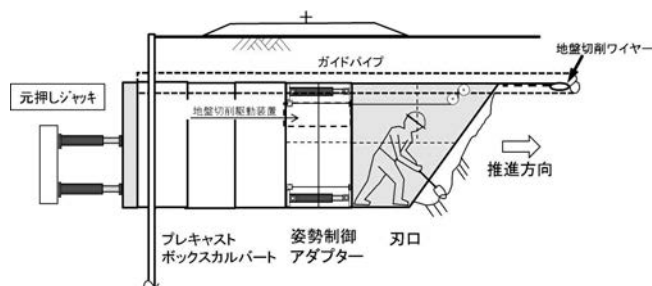 地盤切削ワイヤー
ガイドパイプ
元押しジャッキ
地盤切削駆動装置
推進方向
プレキャスト
ボックスカルバート
姿勢制御
アダプター
刃口